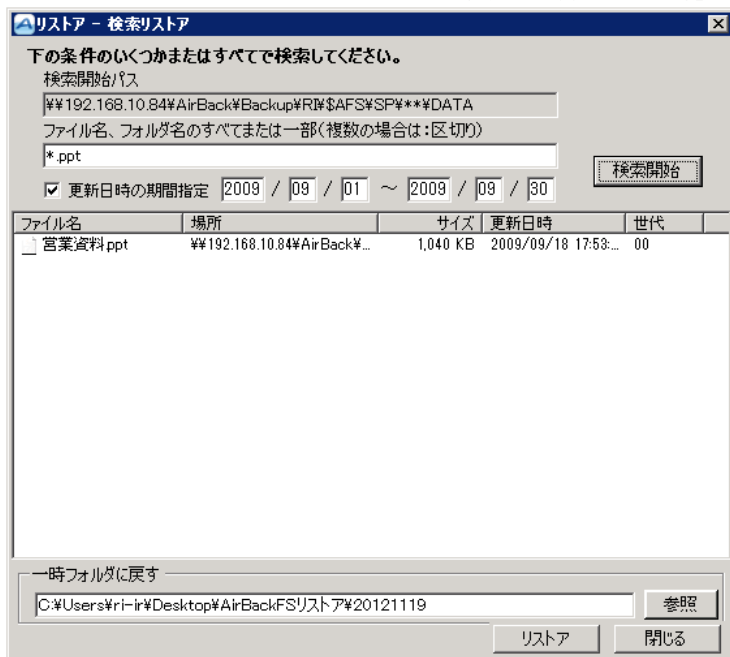 リストア - 検索リストア
下の条件のいくつかまたはすべてで検索してください。
検索開始パス
¥¥192.168.10.84¥AirBack¥Backup¥RI¥$AFS¥SP¥**¥DATA
ファイル名、フォルダ名のすべてまたは一部(複数の場合は:区切り)
*.ppt
検索開始
更新日時の期間指定 2009 / 09 / 01 ～ 2009 / 09 / 30
ファイル名 場所 サイズ 更新日時 世代
営業資料.ppt ¥¥192.168.10.84¥AirBack¥... 1,040 KB 2009/09/18 17:53:... 00
一時フォルダに戻す
C:¥Users¥ri-ir¥Desktop¥AirBackFSリストア¥20121119 参照
リストア 閉じる